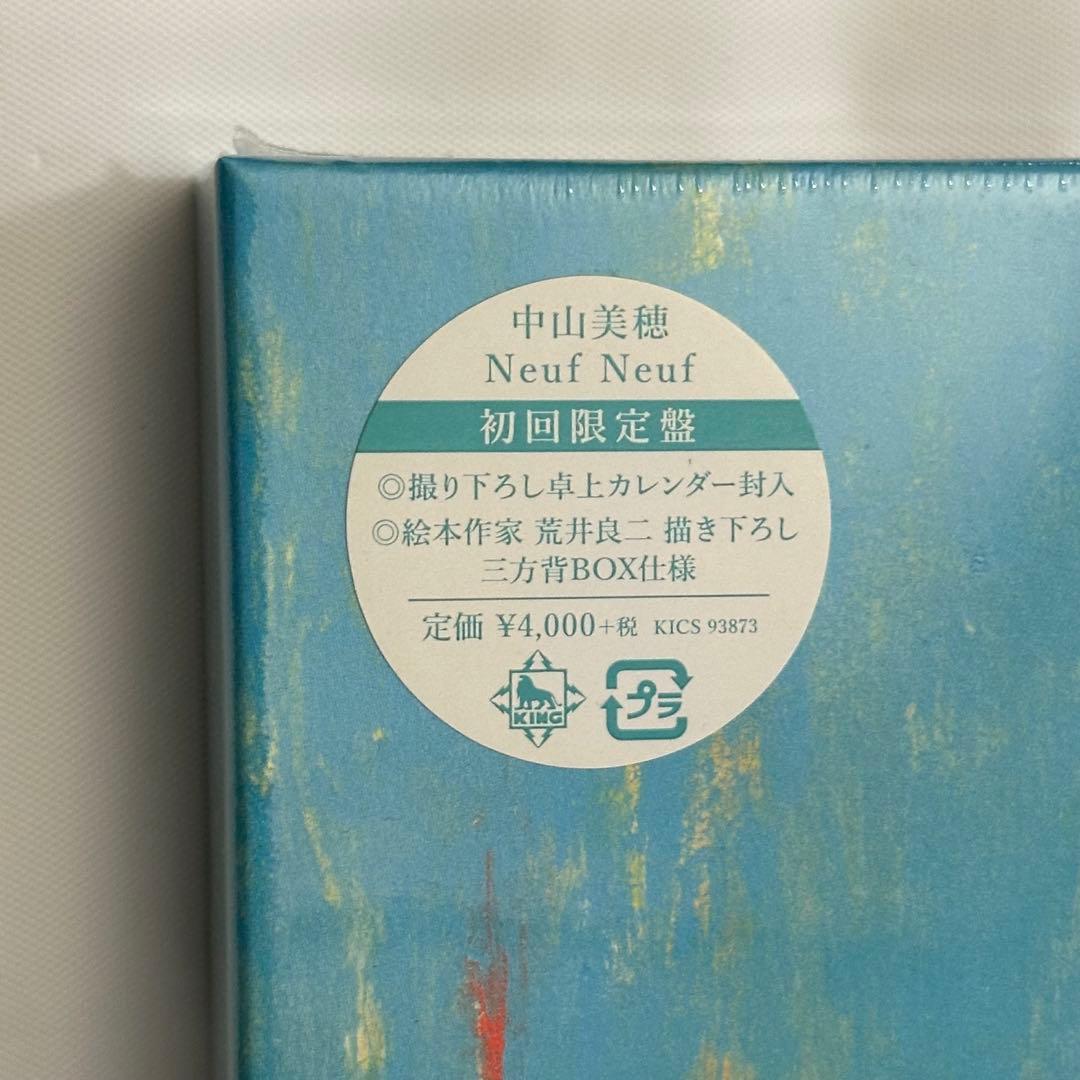 中山美穂
Neuf Neuf
初回限定盤
◎撮り下ろし卓上カレンダー封入
◎絵本作家 荒井良二 描き下ろし
三方背BOX仕様
定価 ¥4,000+税 KICS 93873
KING
プラ